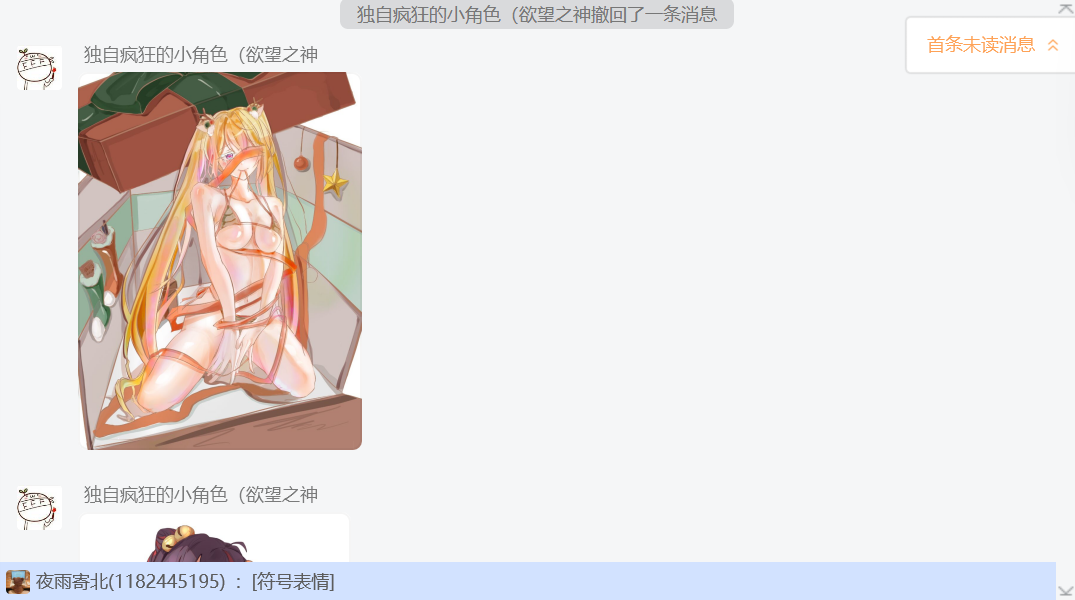 独自疯狂的小角色（欲望之神撤回了一条消息
首条未读消息
独自疯狂的小角色（欲望之神
独自疯狂的小角色（欲望之神
夜雨寄北(1182445195) ：[符号表情]